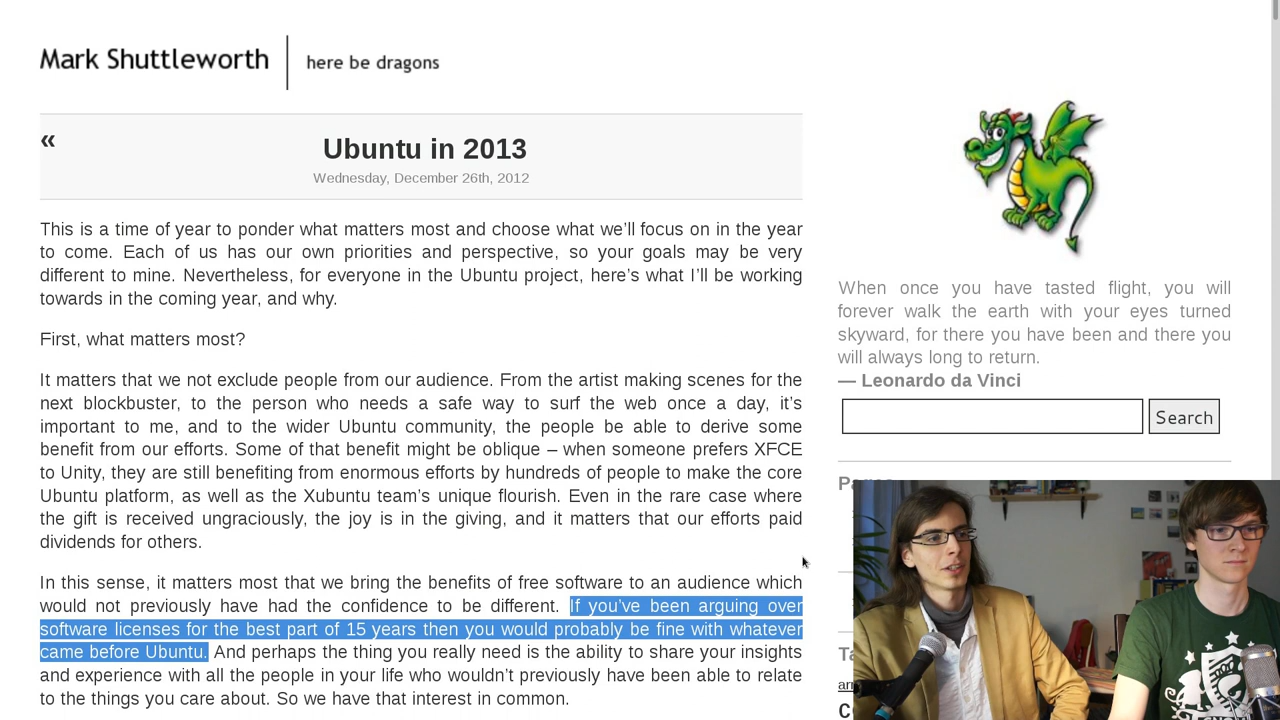 Mark Shuttleworth
here be dragons
«
Ubuntu in 2013
Wednesday, December 26th, 2012
This is a time of year to ponder what matters most and choose what we’ll focus on in the year
to come. Each of us has our own priorities and perspective, so your goals may be very
different to mine. Nevertheless, for everyone in the Ubuntu project, here’s what I’ll be working
towards in the coming year, and why.
First, what matters most?
It matters that we not exclude people from our audience. From the artist making scenes for the
next blockbuster, to the person who needs a safe way to surf the web once a day, it’s
important to me, and to the wider Ubuntu community, the people be able to derive some
benefit from our efforts. Some of that benefit might be oblique – when someone prefers XFCE
to Unity, they are still benefiting from enormous efforts by hundreds of people to make the core
Ubuntu platform, as well as the Xubuntu team’s unique flourish. Even in the rare case where
the gift is received ungraciously, the joy is in the giving, and it matters that our efforts paid
dividends for others.
In this sense, it matters most that we bring the benefits of free software to an audience which
would not previously have had the confidence to be different. If you’ve been arguing over
software licenses for the best part of 15 years then you would probably be fine with whatever
came before Ubuntu. And perhaps the thing you really need is the ability to share your insights
and experience with all the people in your life who wouldn’t previously have been able to relate
to the things you care about. So we have that interest in common.
When once you have tasted flight, you will
forever walk the earth with your eyes turned
skyward, for there you have been and there you
will always long to return.
— Leonardo da Vinci
Search